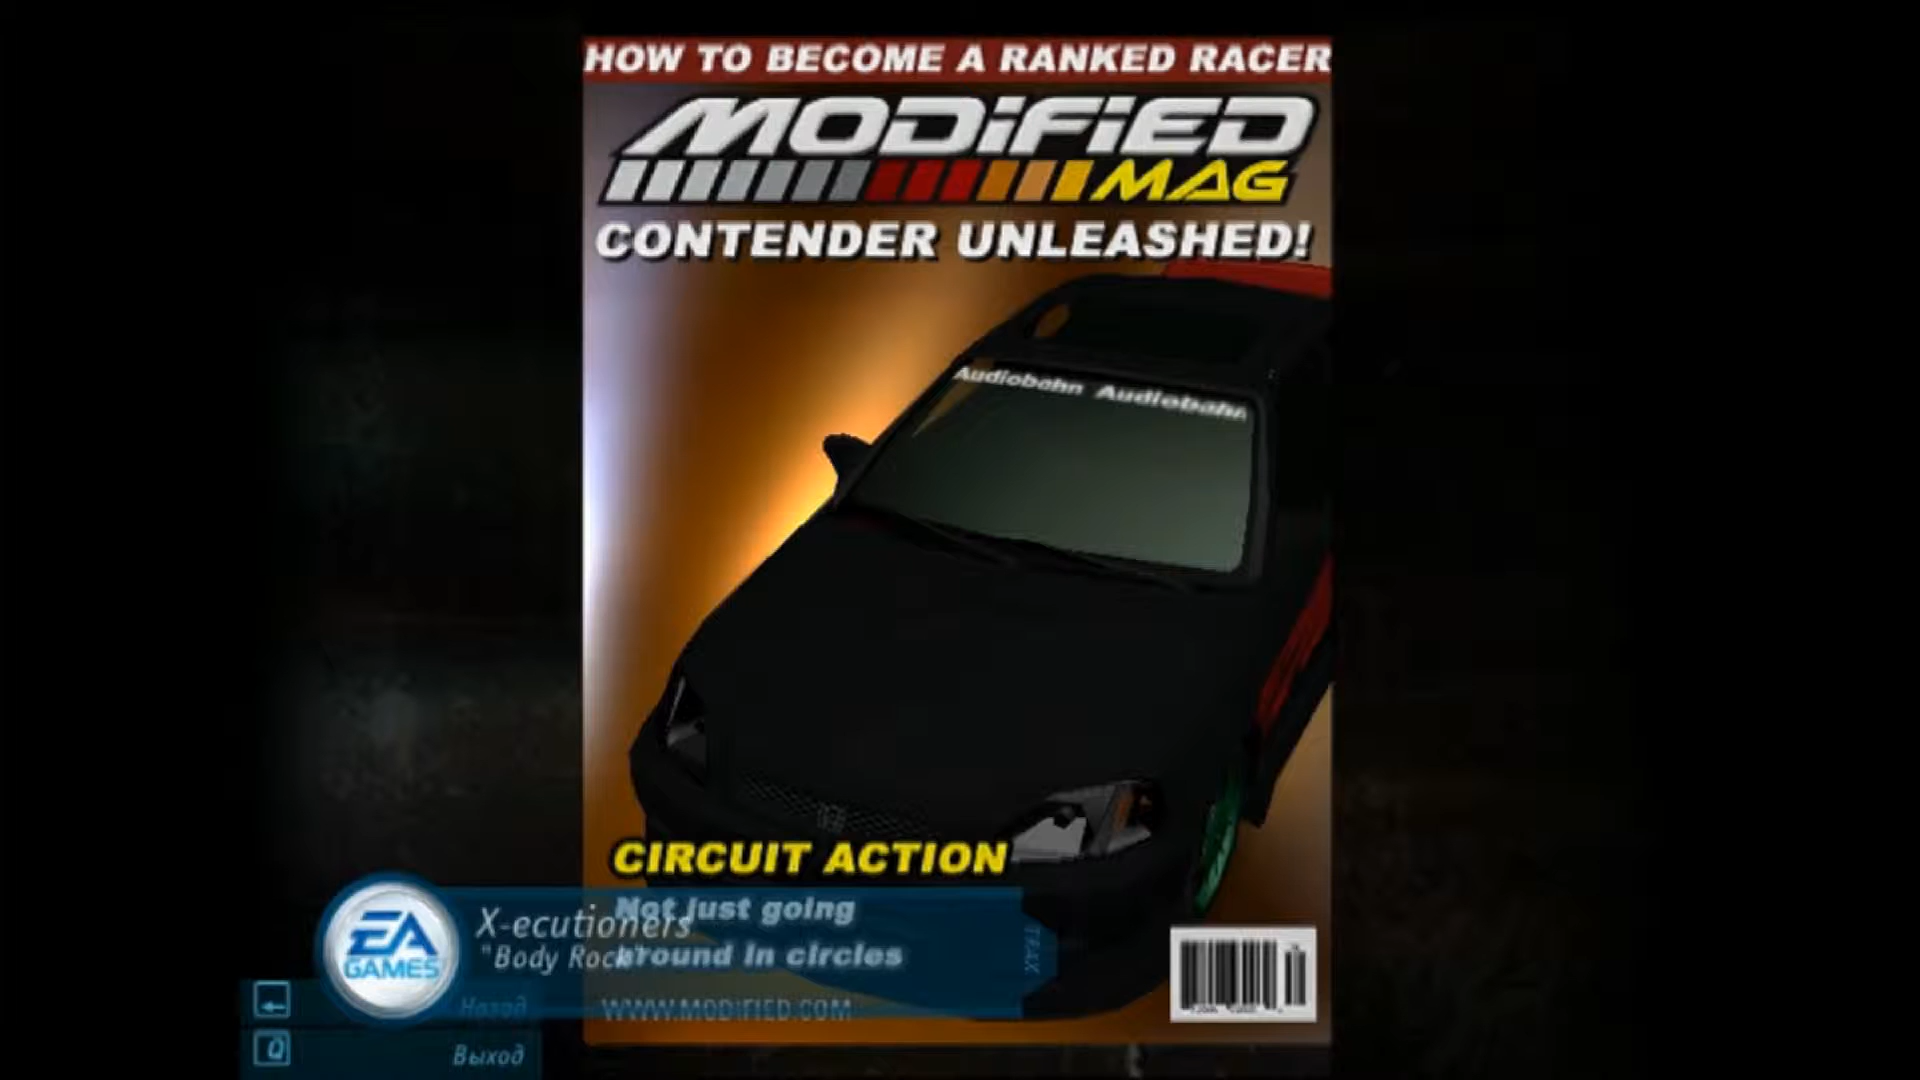 HOW TO BECOME A RANKED RACER
MODiFiED
MAG
CONTENDER UNLEASHED!
Audiobahn Audiobahn
CIRCUIT ACTION
Not just going
around in circles
X-ecutioners
"Body Rock"
TRAX
EA
GAMES
WWW.MODiFiED.COM
Назад
Q
Выход